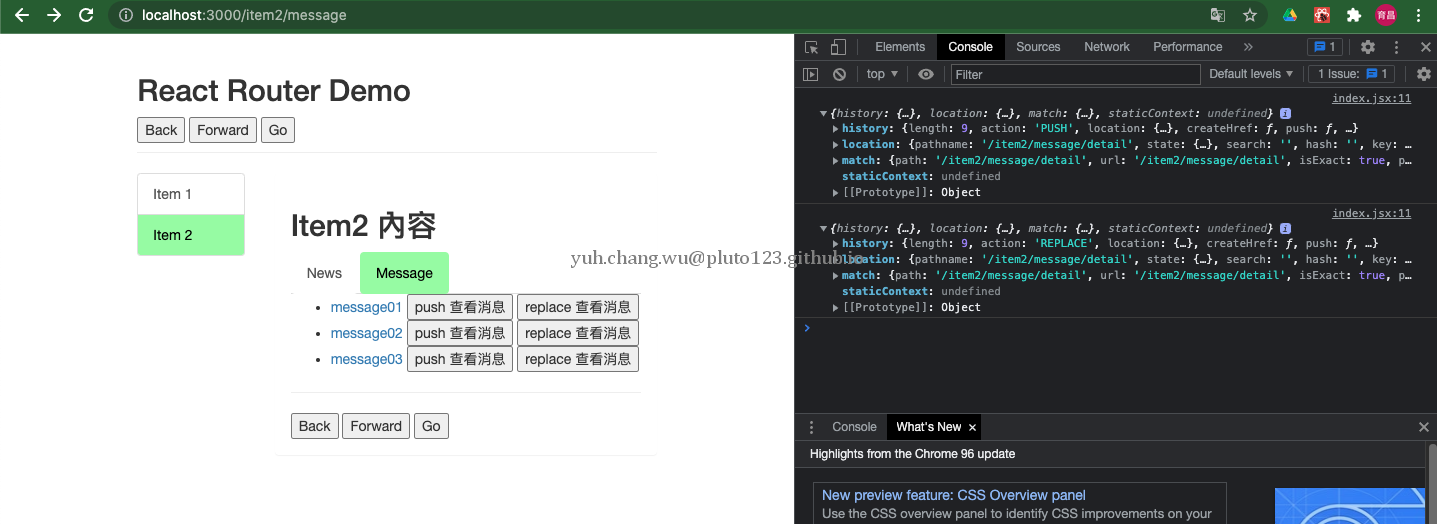 localhost:3000/item2/message
育昌
React Router Demo
Back Forward Go
Item 1
Item 2
Item2 內容
News Message
message01 push 查看消息 replace 查看消息
message02 push 查看消息 replace 查看消息
message03 push 查看消息 replace 查看消息
Back Forward Go
yuh.chang.wu@pluto123.github.io
Elements Console Sources Network Performance » 1
top Filter Default levels 1 Issue: 1
index.jsx:11
{history: {…}, location: {…}, match: {…}, staticContext: undefined} i
history: {length: 9, action: 'PUSH', location: {…}, createHref: ƒ, push: ƒ, …}
location: {pathname: '/item2/message/detail', state: {…}, search: '', hash: '', key: …
match: {path: '/item2/message/detail', url: '/item2/message/detail', isExact: true, p…
staticContext: undefined
[[Prototype]]: Object
index.jsx:11
{history: {…}, location: {…}, match: {…}, staticContext: undefined} i
history: {length: 9, action: 'REPLACE', location: {…}, createHref: ƒ, push: ƒ, …}
location: {pathname: '/item2/message/detail', state: {…}, search: '', hash: '', key: …
match: {path: '/item2/message/detail', url: '/item2/message/detail', isExact: true, p…
staticContext: undefined
[[Prototype]]: Object
Console What's New
Highlights from the Chrome 96 update
New preview feature: CSS Overview panel
Use the CSS overview panel to identify CSS improvements on your